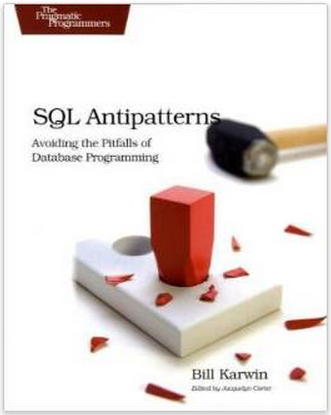 The
Pragmatic
Programmers
SQL Antipatterns
Avoiding the Pitfalls of
Database Programming
Bill Karwin
Edited by Jacquelyn Carter